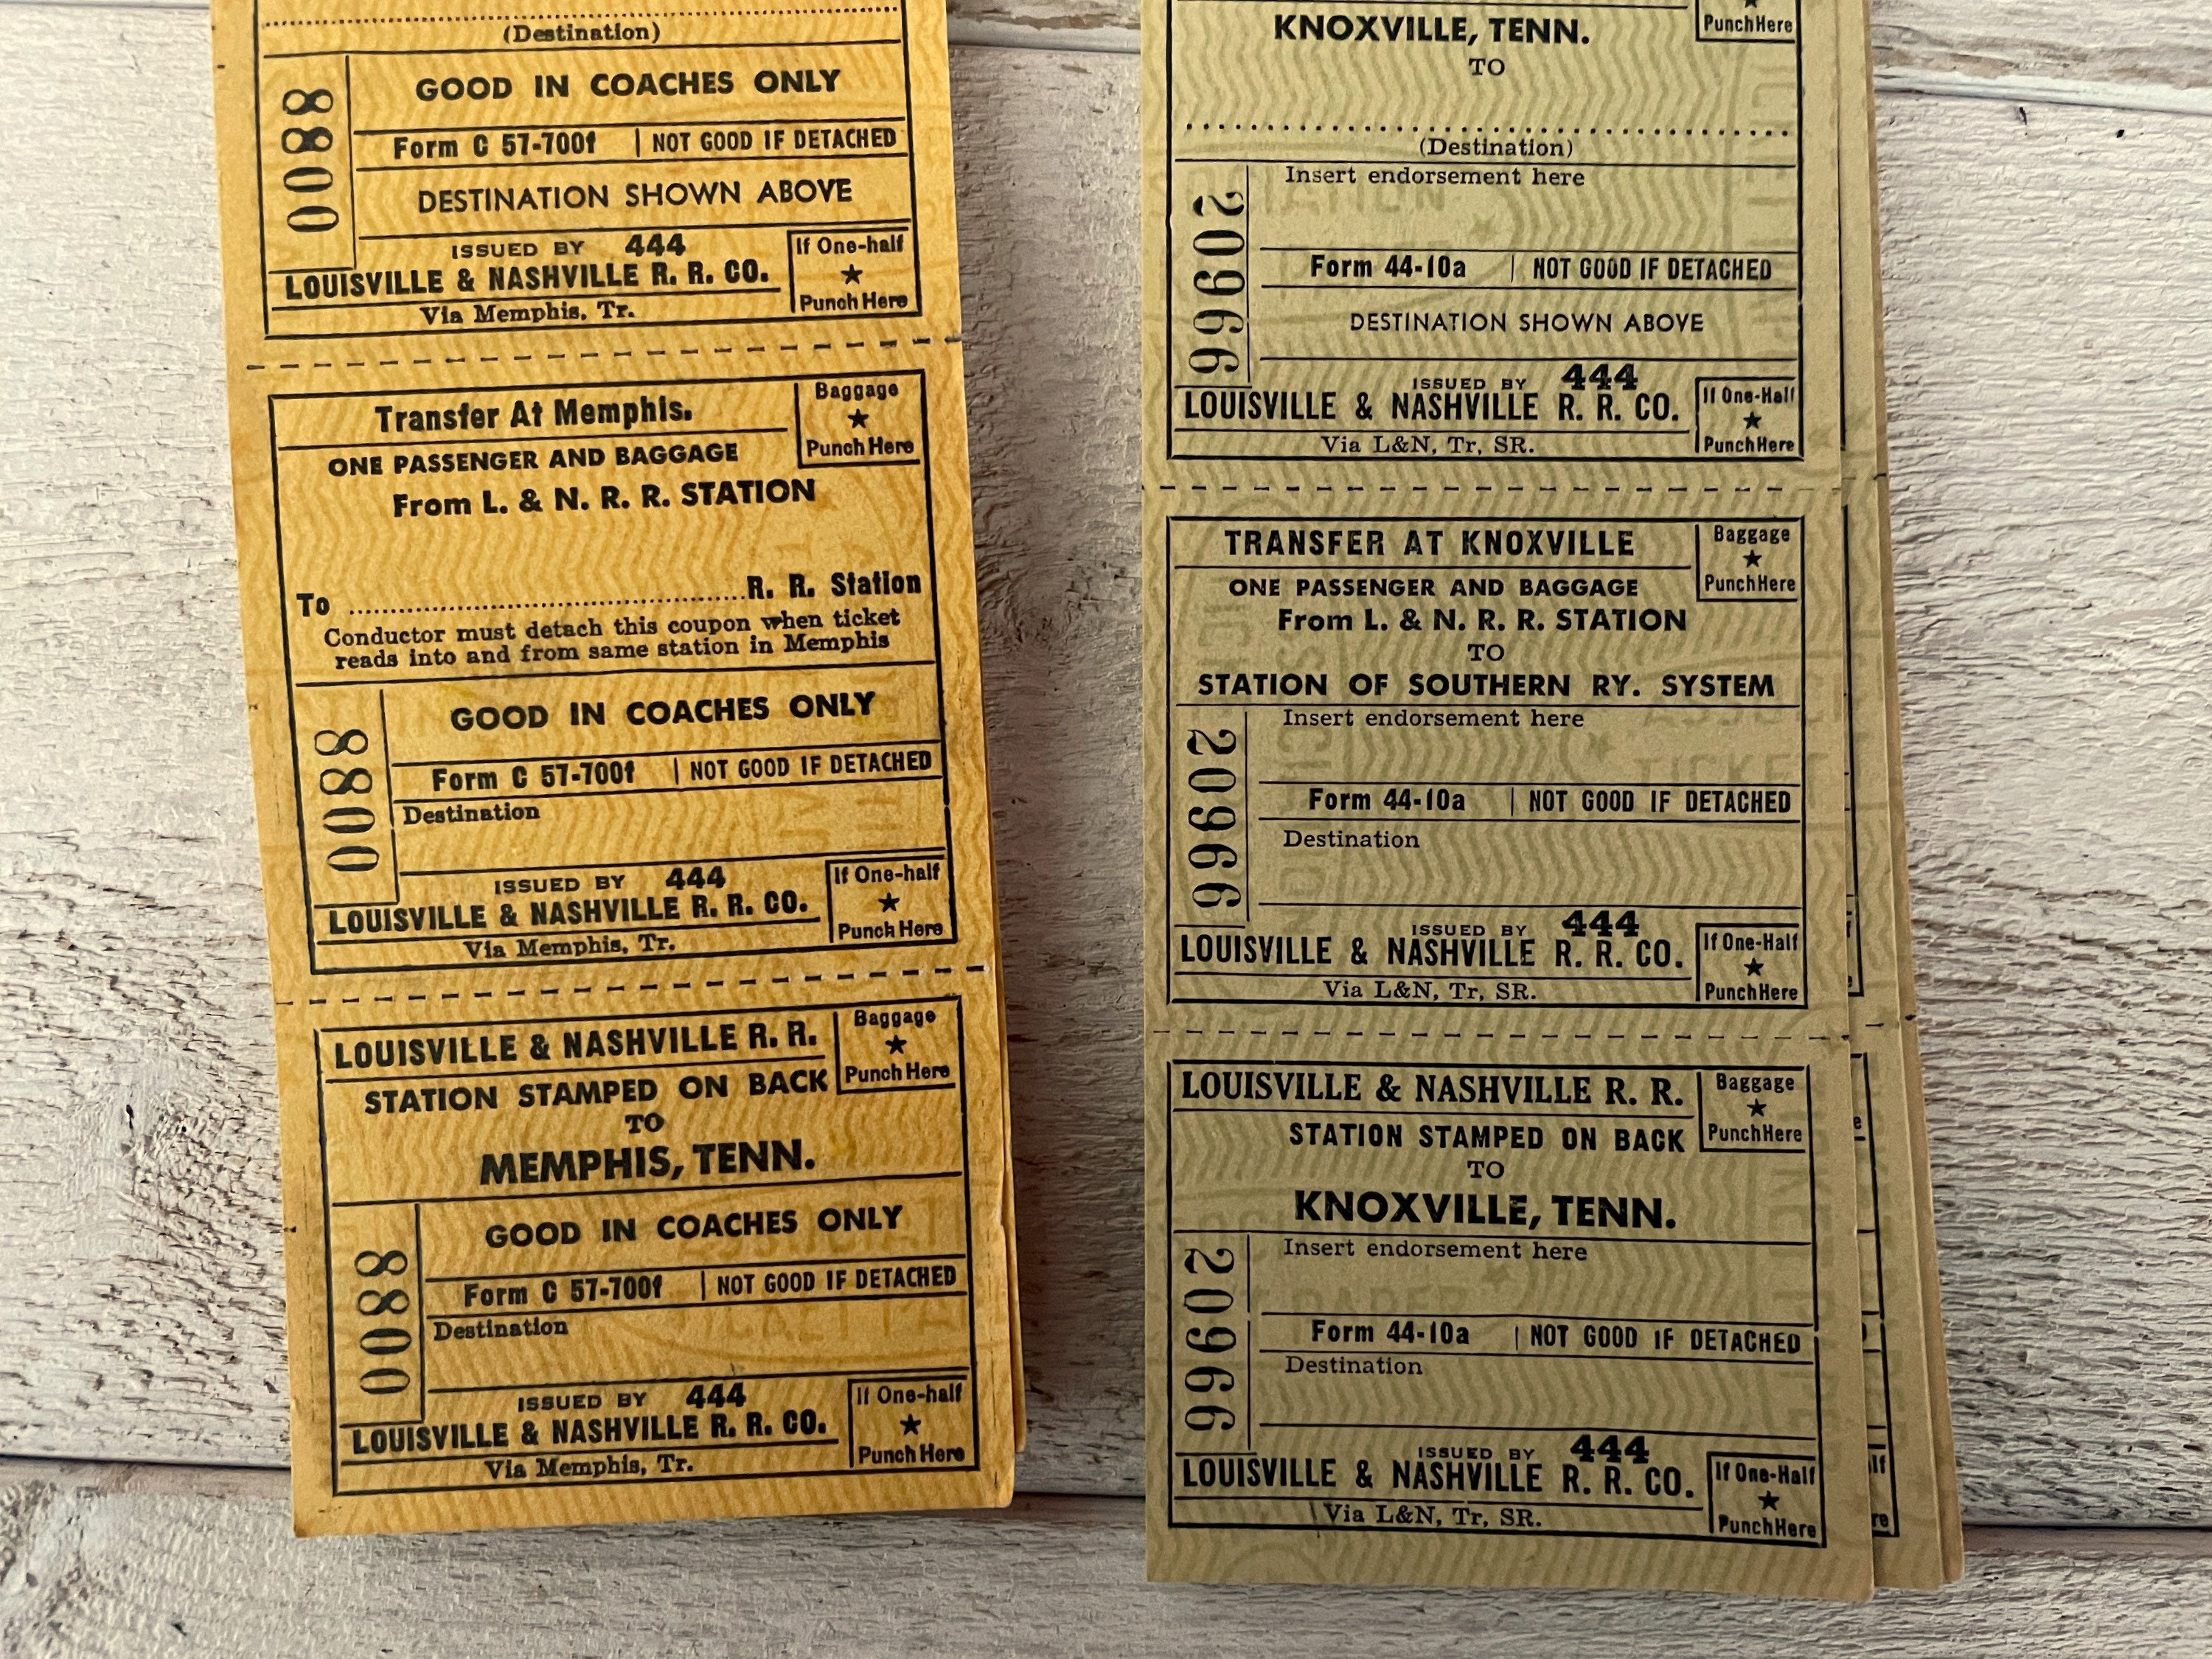 (Destination)
0088
GOOD IN COACHES ONLY
Form C 57-700f | NOT GOOD IF DETACHED
DESTINATION SHOWN ABOVE
ISSUED BY 444
LOUISVILLE & NASHVILLE R. R. CO.
Via Memphis, Tr.
If One-half
★
Punch Here
Transfer At Memphis.
Baggage
★
Punch Here
ONE PASSENGER AND BAGGAGE
From L. & N. R. R. STATION
To ........................................ R. R. Station
Conductor must detach this coupon when ticket
reads into and from same station in Memphis
0088
GOOD IN COACHES ONLY
Form C 57-700f | NOT GOOD IF DETACHED
Destination
ISSUED BY 444
LOUISVILLE & NASHVILLE R. R. CO.
Via Memphis, Tr.
If One-half
★
Punch Here
LOUISVILLE & NASHVILLE R. R.
Baggage
★
Punch Here
STATION STAMPED ON BACK
TO
MEMPHIS, TENN.
0088
GOOD IN COACHES ONLY
Form C 57-700f | NOT GOOD IF DETACHED
Destination
ISSUED BY 444
LOUISVILLE & NASHVILLE R. R. CO.
Via Memphis, Tr.
If One-half
★
Punch Here
★
Punch Here
KNOXVILLE, TENN.
TO
(Destination)
20966
Insert endorsement here
Form 44-10a | NOT GOOD IF DETACHED
DESTINATION SHOWN ABOVE
ISSUED BY 444
LOUISVILLE & NASHVILLE R. R. CO.
Via L&N, Tr, SR.
If One-Half
★
Punch Here
TRANSFER AT KNOXVILLE
Baggage
★
Punch Here
ONE PASSENGER AND BAGGAGE
From L. & N. R. R. STATION
TO
STATION OF SOUTHERN RY. SYSTEM
20966
Insert endorsement here
Form 44-10a | NOT GOOD IF DETACHED
Destination
ISSUED BY 444
LOUISVILLE & NASHVILLE R. R. CO.
Via L&N, Tr, SR.
If One-Half
★
Punch Here
LOUISVILLE & NASHVILLE R. R.
Baggage
★
Punch Here
STATION STAMPED ON BACK
TO
KNOXVILLE, TENN.
20966
Insert endorsement here
Form 44-10a | NOT GOOD IF DETACHED
Destination
ISSUED BY 444
LOUISVILLE & NASHVILLE R. R. CO.
Via L&N, Tr, SR.
If One-Half
★
Punch Here